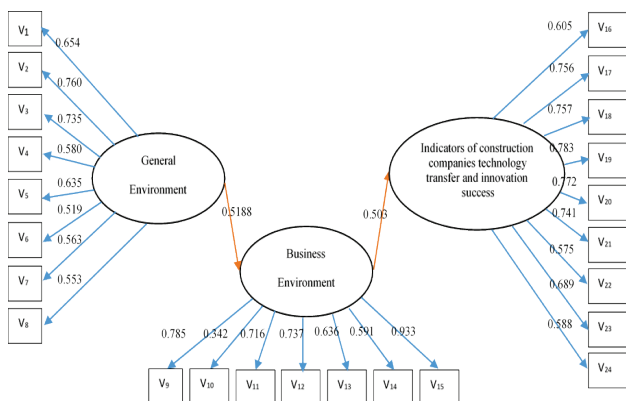 V1
V2
V3
V4
V5
V6
V7
V8
0.654
0.760
0.735
0.580
0.635
0.519
0.563
0.553
General
Environment
0.5188
Business
Environment
0.503
Indicators of construction
companies technology
transfer and innovation
success
0.605
0.756
0.757
0.783
0.772
0.741
0.575
0.689
0.588
V16
V17
V18
V19
V20
V21
V22
V23
V24
0.785
0.342
0.716
0.737
0.636
0.591
0.933
V9
V10
V11
V12
V13
V14
V15